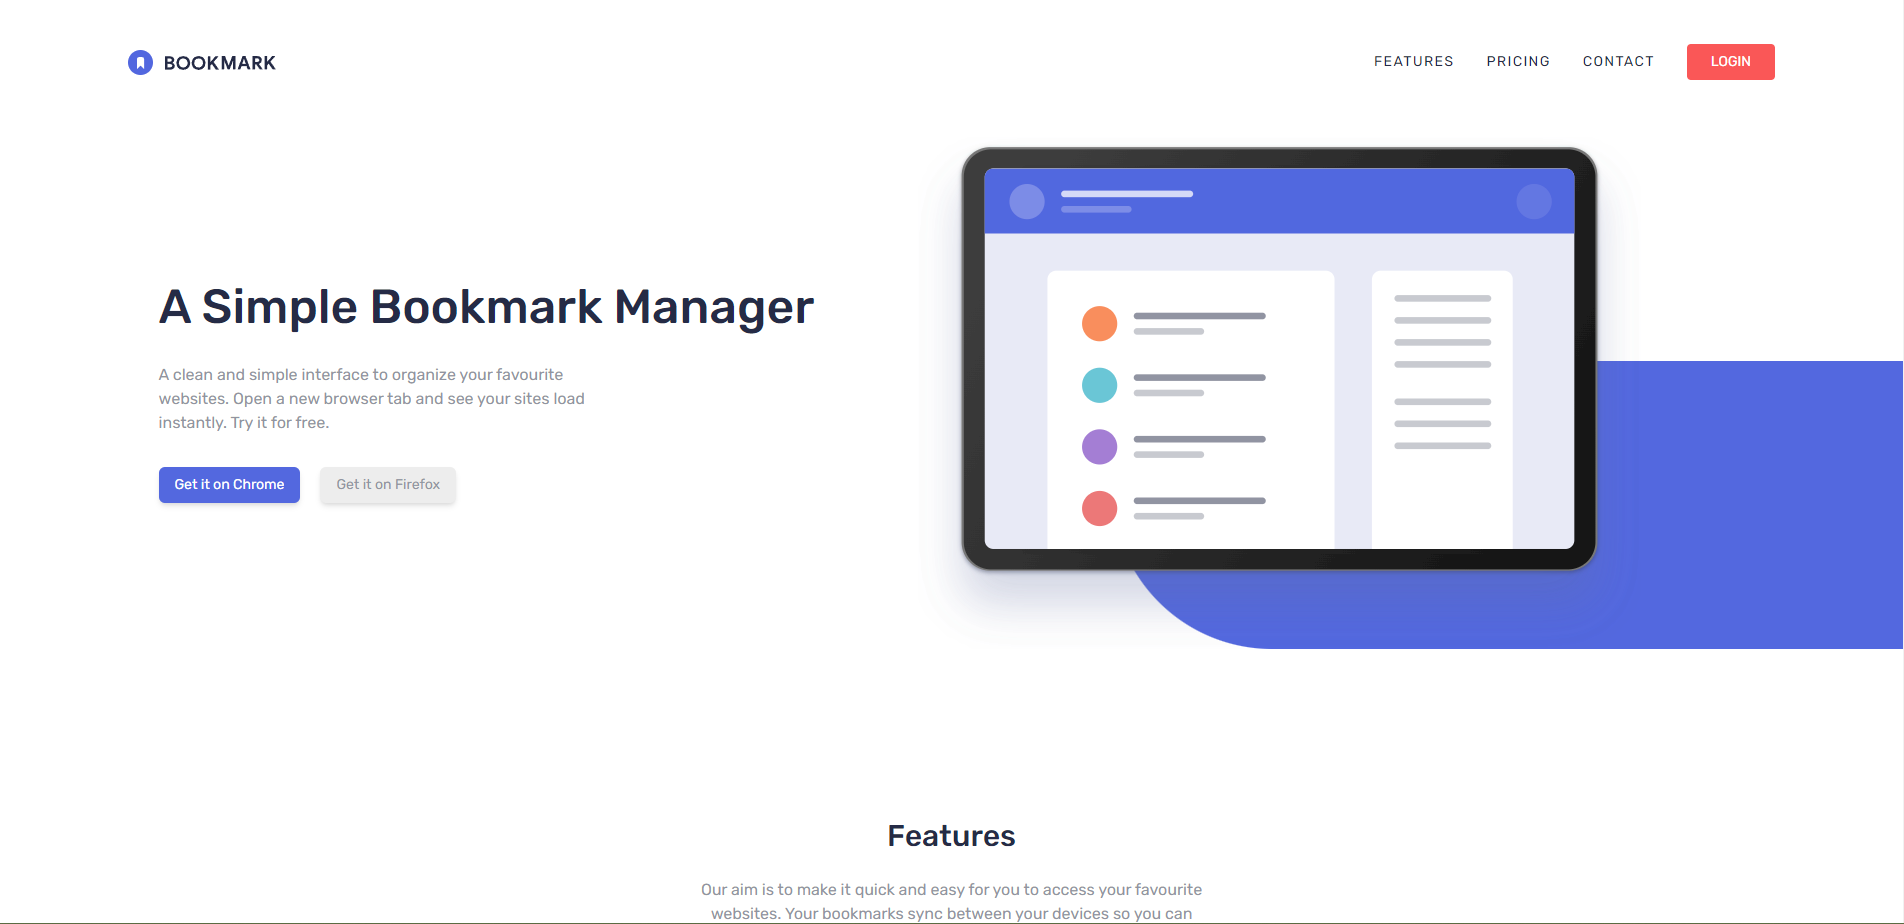 BOOKMARK
FEATURES PRICING CONTACT LOGIN
A Simple Bookmark Manager
A clean and simple interface to organize your favourite
websites. Open a new browser tab and see your sites load
instantly. Try it for free.
Get it on Chrome Get it on Firefox
Features
Our aim is to make it quick and easy for you to access your favourite
websites. Your bookmarks sync between your devices so you can